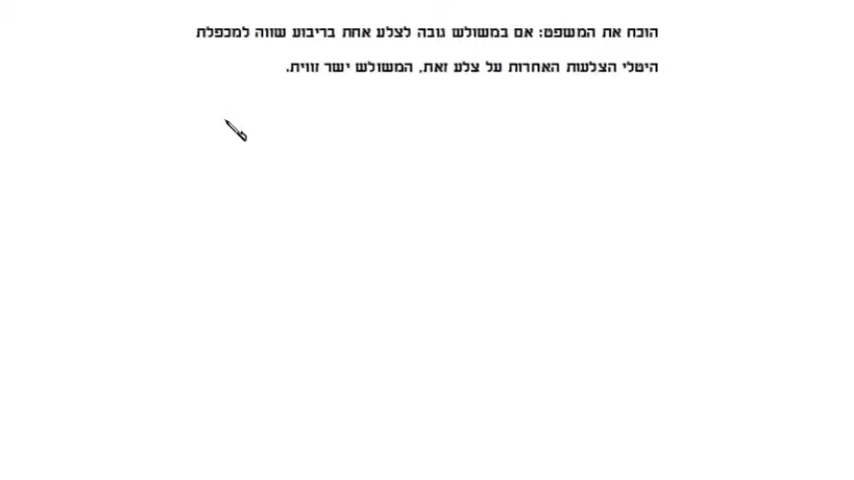 הוכח את המשפט: אם במשולש גובה לצלע אחת בריבוע שווה למכפלת
היטלי הצלעות האחרות על צלע זאת, המשולש ישר זווית.